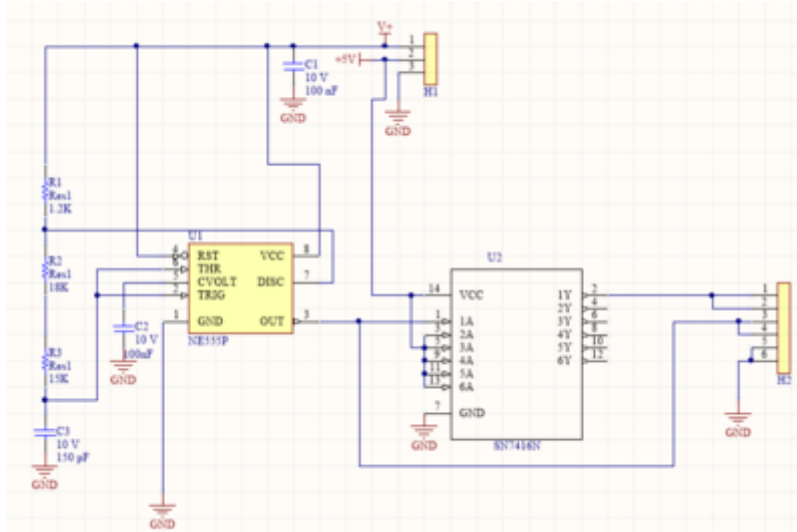 V+
+5V
1
2
3
H1
GND
C1
10 V
100 nF
GND
R1
Res1
1.2K
R2
Res1
18K
R3
Res1
15K
C3
10 V
150 pF
GND
C2
10 V
100nF
GND
U1
4 RST VCC 8
6 THR
5 CVOLT DISC 7
2 TRIG
1 GND OUT 3
NE555P
GND
U2
14 VCC 1Y 2
2Y 4
1 1A 3Y 6
3 2A 4Y 8
5 3A 5Y 10
9 4A 6Y 12
11 5A
13 6A
7 GND
SN7416N
GND
1
2
3
4
5
6
H2
GND